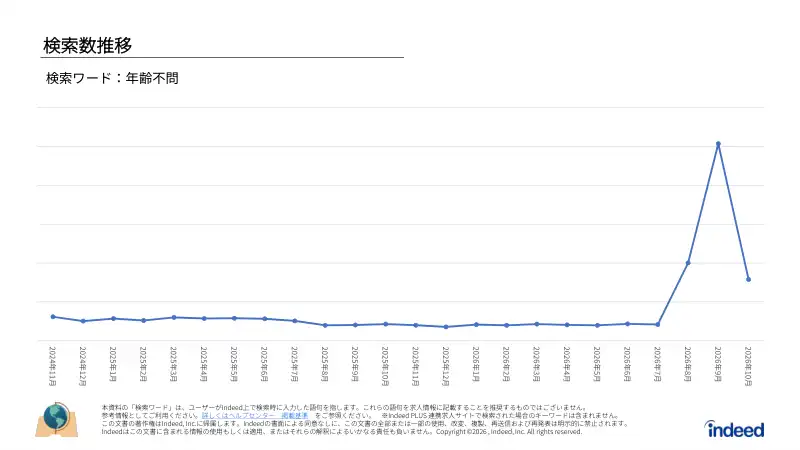 検索数推移
検索ワード：年齢不問
2024年11月
2024年12月
2025年1月
2025年2月
2025年3月
2025年4月
2025年5月
2025年6月
2025年7月
2025年8月
2025年9月
2025年10月
2025年11月
2025年12月
2026年1月
2026年2月
2026年3月
2026年4月
2026年5月
2026年6月
2026年7月
2026年8月
2026年9月
2026年10月
本資料の「検索ワード」は、ユーザーがIndeed上で検索時に入力した語句を指します。これらの語句を求人情報に記載することを推奨するものではございません。
参考情報としてご利用ください。詳しくはヘルプセンター　掲載基準　をご参照ください。　※Indeed PLUS 連携求人サイトで検索された場合のキーワードは含まれません。
この文書の著作権はIndeed, Inc.に帰属します。Indeedの書面による同意なしに、この文書の全部または一部の使用、改変、複製、再送信および再発表は明示的に禁止されます。
Indeedはこの文書に含まれる情報の使用もしくは適用、またはそれらの解釈によるいかなる責任も負いません。Copyright ©2026 , Indeed, Inc. All rights reserved.
indeed